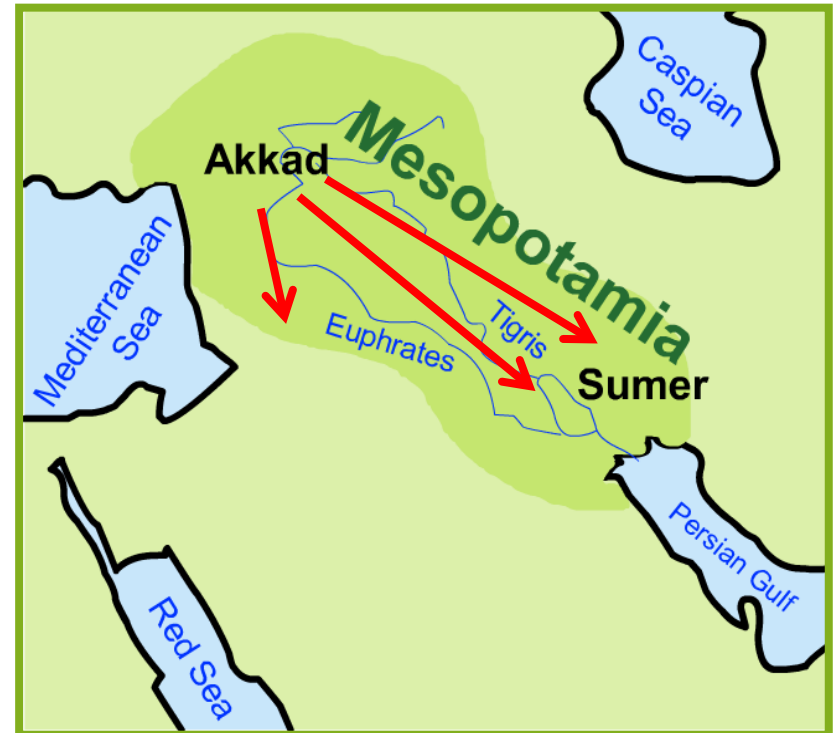 Caspian
Sea
Mesopotamia
Akkad
Mediterranean
Sea
Tigris
Euphrates
Sumer
Persian Gulf
Red Sea